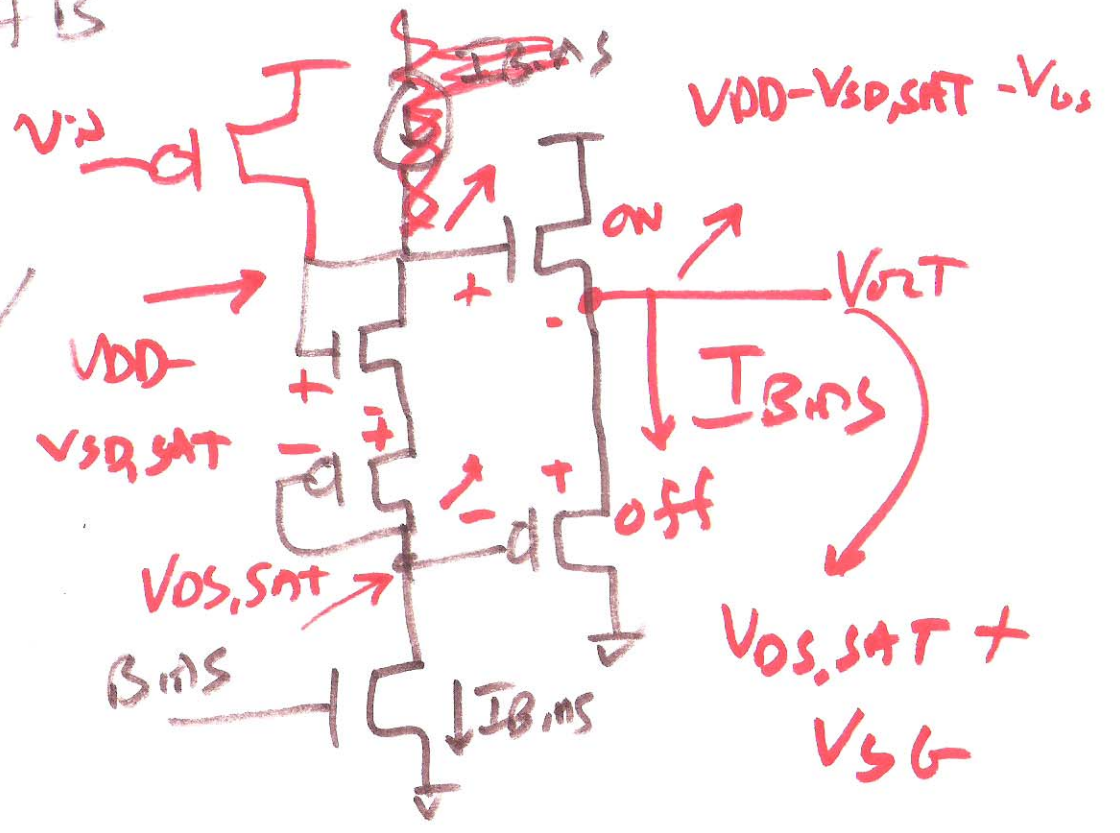 IBIAS
VIN
VDD-VSD,SAT -VGS
ON
+
-
VOUT
VDD-
VSD,SAT
+
-
+
-
IBIAS
+
-
OFF
VDS,SAT
BIAS
IBIAS
VDS,SAT +
VSG